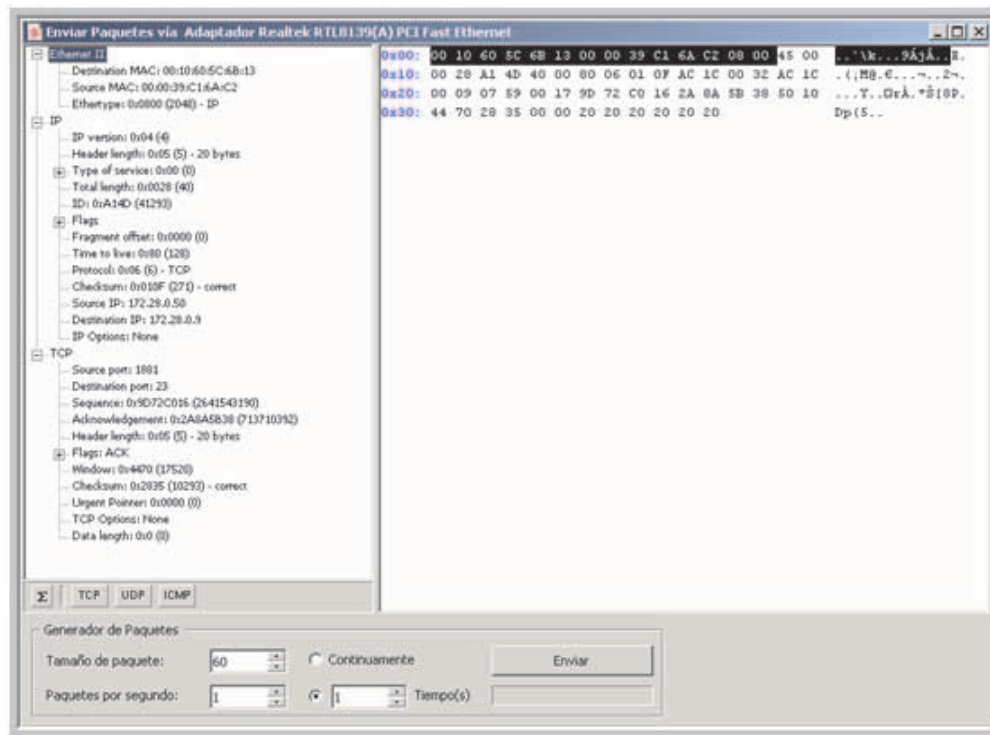 Enviar Paquetes via Adaptador Realtek RTL8139(A) PCI Fast Ethernet
Ethernet II
Destination MAC: 00:10:60:5C:6B:13
Source MAC: 00:00:39:C1:6A:C2
Ethertype: 0x0800 (2048) - IP
IP
IP version: 0x04 (4)
Header length: 0x05 (5) - 20 bytes
Type of service: 0x00 (0)
Total length: 0x0028 (40)
ID: 0xA14D (41293)
Flags
Fragment offset: 0x0000 (0)
Time to live: 0x80 (128)
Protocol: 0x06 (6) - TCP
Checksum: 0x010F (271) - correct
Source IP: 172.28.0.50
Destination IP: 172.28.0.9
IP Options: None
TCP
Source port: 1881
Destination port: 23
Sequence: 0x9D72C016 (2641543190)
Acknowledgement: 0x2A8A5B38 (713710392)
Header length: 0x05 (5) - 20 bytes
Flags: ACK
Window: 0x4470 (17520)
Checksum: 0x2835 (10293) - correct
Urgent Pointer: 0x0000 (0)
TCP Options: None
Data length: 0x0 (0)
0x00: 00 10 60 5C 6B 13 00 00 39 C1 6A C2 08 00 45 00 ..`\k...9ÁjÂ..E.
0x10: 00 28 A1 4D 40 00 80 06 01 0F AC 1C 00 32 AC 1C .(¡M@.€...¬..2¬.
0x20: 00 09 07 59 00 17 9D 72 C0 16 2A 8A 5B 38 50 10 ...Y..OrÀ.*Š[8P.
0x30: 44 70 28 35 00 00 20 20 20 20 20 20 Dp(5..
Σ TCP UDP ICMP
Generador de Paquetes
Tamaño de paquete: 60 Continuamente Enviar
Paquetes por segundo: 1 1 Tiempo(s)